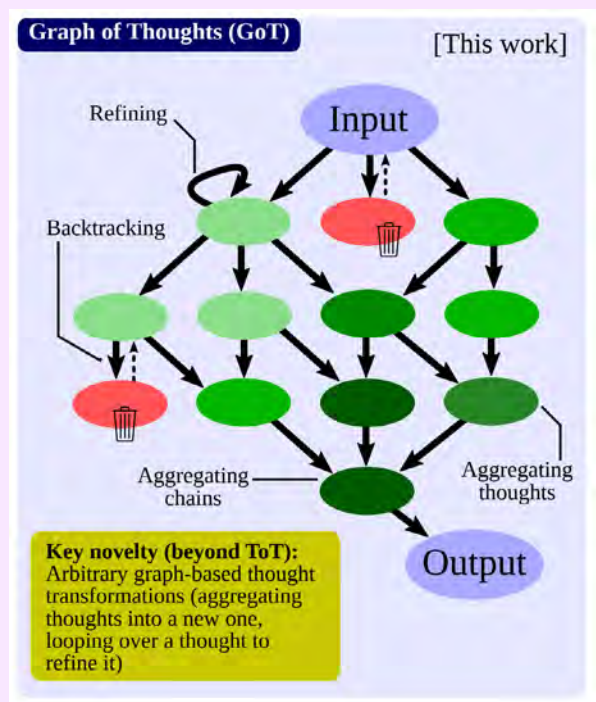 Graph of Thoughts (GoT)
[This work]
Refining
Input
Backtracking
Aggregating
chains
Aggregating
thoughts
Key novelty (beyond ToT):
Arbitrary graph-based thought
transformations (aggregating
thoughts into a new one,
looping over a thought to
refine it)
Output